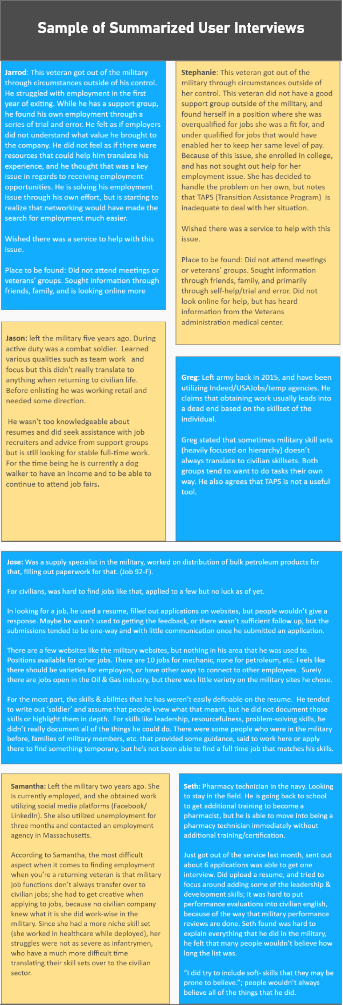 Sample of Summarized User Interviews
Jarrod: This veteran got out of the military
through circumstances outside of his control.
He struggled with employment in the first
year of exiting. While he has a support group,
he found his own employment through a
series of trial and error. He felt as if employers
did not understand what value he brought to
the company. He did not feel as if there were
resources that could help him translate his
experience, and he thought that was a key
issue in regards to receiving employment
opportunities. He is solving his employment
issue through his own effort, but is starting to
realize that networking would have made the
search for employment much easier.
Wished there was a service to help with this
issue.
Place to be found: Did not attend meetings or
veterans' groups. Sought information through
friends, family, and is looking online more
Stephanie: This veteran got out of the
military through circumstances outside of
her control. This veteran did not have a good
support group outside of the military, and
found herself in a position where she was
overqualified for jobs she was a fit for, and
under qualified for jobs that would have
enabled her to keep her same level of pay.
Because of this issue, she enrolled in college,
and has not sought out help for her
employment issue. She has decided to
handle the problem on her own, but notes
that TAPS (Transition Assistance Program) is
inadequate to deal with her situation.
Wished there was a service to help with this
issue.
Place to be found: Did not attend meetings
or veterans' groups. Sought information
through friends, family, and primarily
through self-help/trial and error. Did not
look online for help, but has heard
information from the Veterans
administration medical center.
Jason: left the military five years ago. During
active duty was a combat soldier. Learned
various qualities such as team work and
focus but this didn't really translate to
anything when returning to civilian life.
Before enlisting he was working retail and
needed some direction.
He wasn't too knowledgeable about
resumes and did seek assistance with job
recruiters and advice from support groups
but is still looking for stable full-time work.
For the time being he is currently a dog
walker to have an income and to be able to
continue to attend job fairs.
Greg: Left army back in 2015, and have been
utilizing Indeed/USAJobs/temp agencies. He
claims that obtaining work usually leads into
a dead end based on the skillset of the
individual.
Greg stated that sometimes military skill sets
(heavily focused on hierarchy) doesn't
always translate to civilian skillsets. Both
groups tend to want to do tasks their own
way. He also agrees that TAPS is not a useful
tool.
Jose: Was a supply specialist in the military, worked on distribution of bulk petroleum products for
that, filling out paperwork for that. (Job 92-F).
For civilians, was hard to find jobs like that, applied to a few but no luck as of yet.
In looking for a job, he used a resume, filled out applications on websites, but people wouldn't give a
response. Maybe he wasn't used to getting the feedback, or there wasn't sufficient follow up, but the
submissions tended to be one-way and with little communication once he submitted an application.
There are a few websites like the military websites, but nothing in his area that he was used to.
Positions available for other jobs. There are 10 jobs for mechanic, none for petroleum, etc. Feels like
there should be varieties for employers, or have other ways to connect to other employees. Surely
there are jobs open in the Oil & Gas industry, but there was little variety on the military sites he chose.
For the most part, the skills & abilities that he has weren't easily definable on the resume. He tended
to write out 'soldier' and assume that people knew what that meant, but he did not document those
skills or highlight them in depth. For skills like leadership, resourcefulness, problem-solving skills, he
didn't really document all of the things he could do. There were some people who were in the military
before, families of military members, etc. that provided some guidance, said to work here or apply
there to find something temporary, but he's not been able to find a full time job that matches his skills.
Samantha: Left the military two years ago. She
is currently employed, and she obtained work
utilizing social media platforms (Facebook/
LinkedIn). She also utilized unemployment for
three months and contacted an employment
agency in Massachusetts.
According to Samantha, the most difficult
aspect when it comes to finding employment
when you're a returning veteran is that military
job functions don't always transfer over to
civilian jobs; she had to get creative when
applying to jobs, because no civilian company
knew what it is she did work-wise in the
military. Since she had a more niche skill set
(she worked in healthcare while deployed), her
struggles were not as severe as infantrymen,
who have a much more difficult time
translating their skill sets over to the civilian
sector.
Seth: Pharmacy technician in the navy. Looking
to stay in the field. He is going back to school
to get additional training to become a
pharmacist, but he is able to move into being a
pharmacy technician immediately without
additional training/certification.
Just got out of the service last month, sent out
about 6 applications was able to get one
interview. Did upload a resume, and tried to
focus around adding some of the leadership &
development skills; it was hard to put
performance evaluations into civilian english,
because of the way that military performance
reviews are done. Seth found was hard to
explain everything that he did in the military,
he felt that many people wouldn't believe how
long the list was.
"I did try to include soft- skills that they may be
prone to believe."; people wouldn't always
believe all of the things that he did.